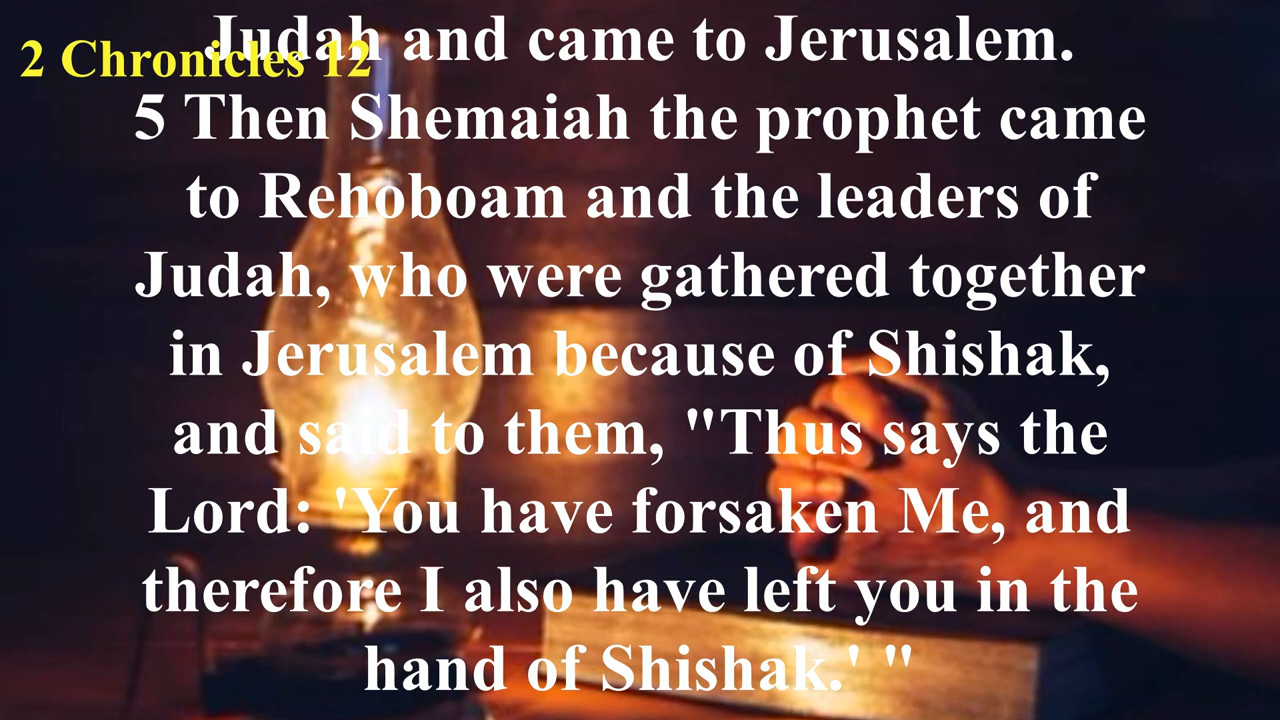 2 Chronicles 12
Judah and came to Jerusalem.
5 Then Shemaiah the prophet came
to Rehoboam and the leaders of
Judah, who were gathered together
in Jerusalem because of Shishak,
and said to them, "Thus says the
Lord: 'You have forsaken Me, and
therefore I also have left you in the
hand of Shishak.' "